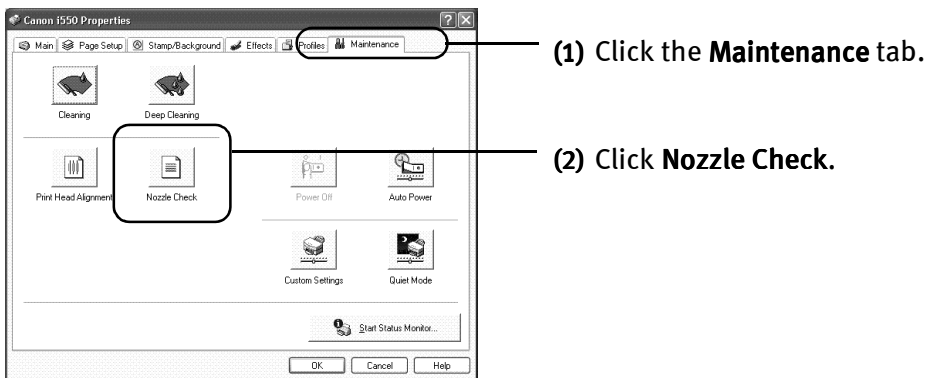 Canon i550 Properties
Main Page Setup Stamp/Background Effects Profiles Maintenance
(1) Click the Maintenance tab.
Cleaning Deep Cleaning
(2) Click Nozzle Check.
Print Head Alignment Nozzle Check Power Off Auto Power
Custom Settings Quiet Mode
Start Status Monitor...
OK Cancel Help